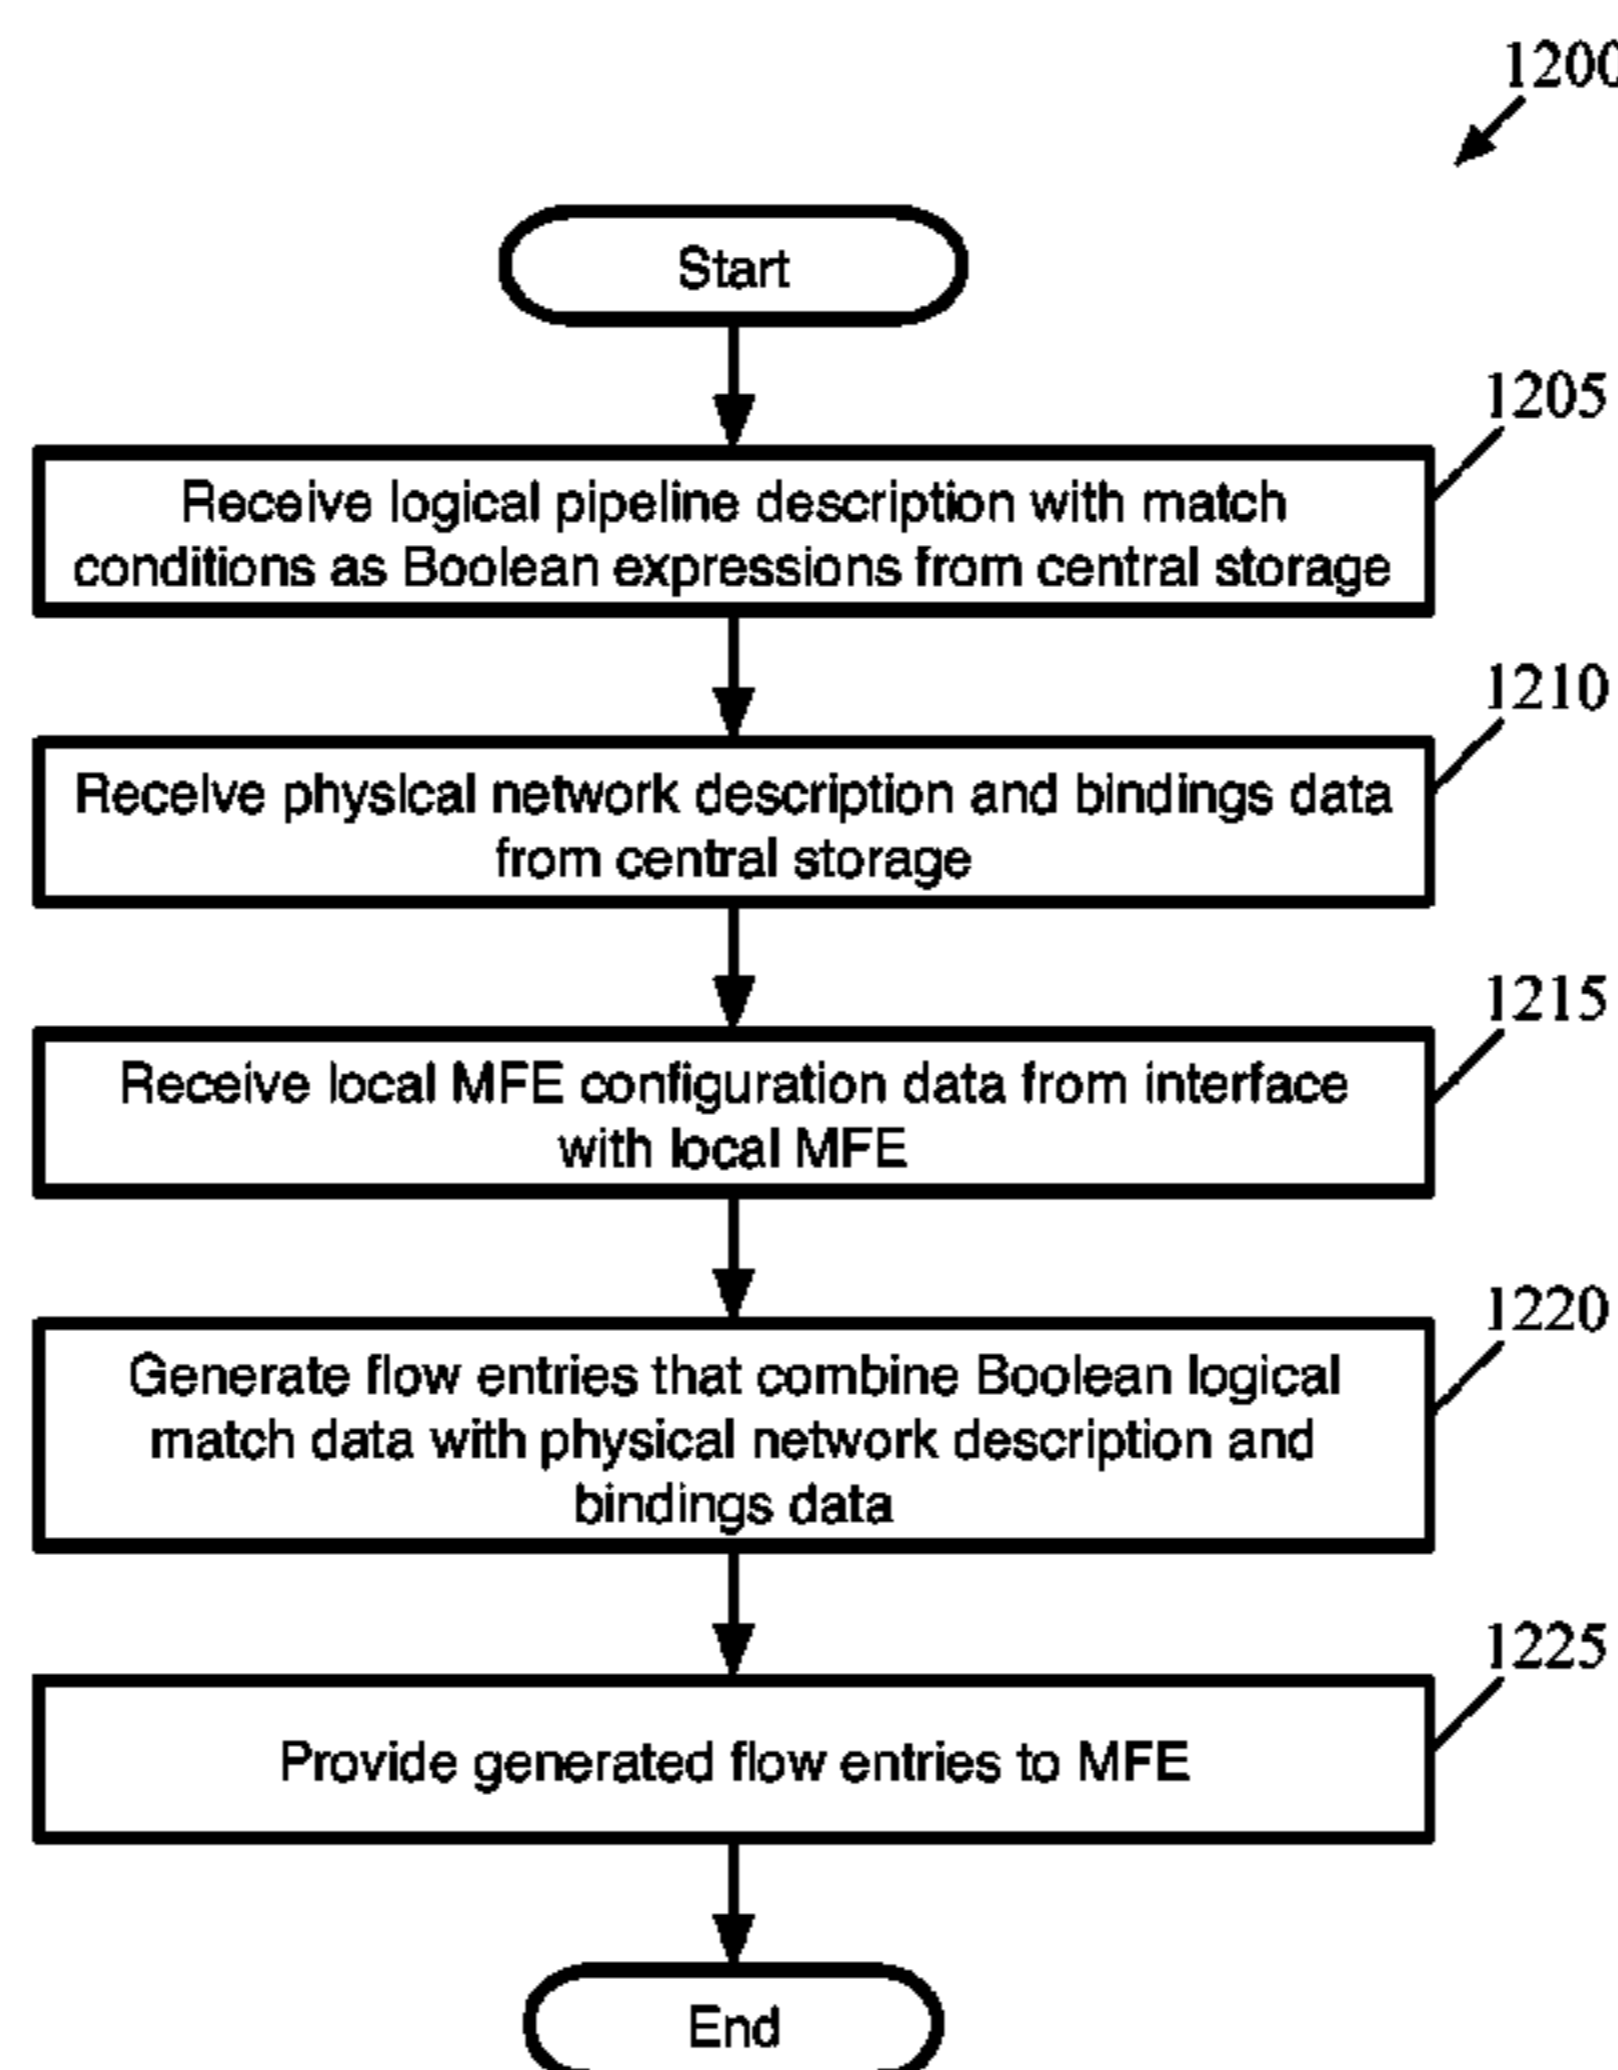 1200
Start
1205
Receive logical pipeline description with match
conditions as Boolean expressions from central storage
1210
Receive physical network description and bindings data
from central storage
1215
Receive local MFE configuration data from interface
with local MFE
1220
Generate flow entries that combine Boolean logical
match data with physical network description and
bindings data
1225
Provide generated flow entries to MFE
End